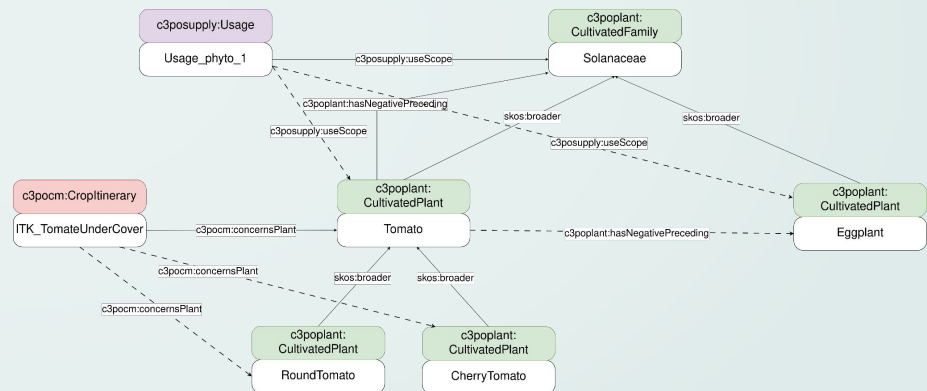 c3posupply:Usage
c3poplant:
CultivatedFamily
Usage_phyto_1
c3posupply:useScope
Solanaceae
c3poplant:hasNegativePreceding
skos:broader
skos:broader
c3posupply:useScope
c3posupply:useScope
c3pocm:CropItinerary
c3poplant:
CultivatedPlant
c3poplant:
CultivatedPlant
ITK_TomateUnderCover
c3pocm:concernsPlant
Tomato
c3poplant:hasNegativePreceding
Eggplant
c3pocm:concernsPlant
skos:broader
skos:broader
c3pocm:concernsPlant
c3poplant:
CultivatedPlant
c3poplant:
CultivatedPlant
RoundTomato
CherryTomato